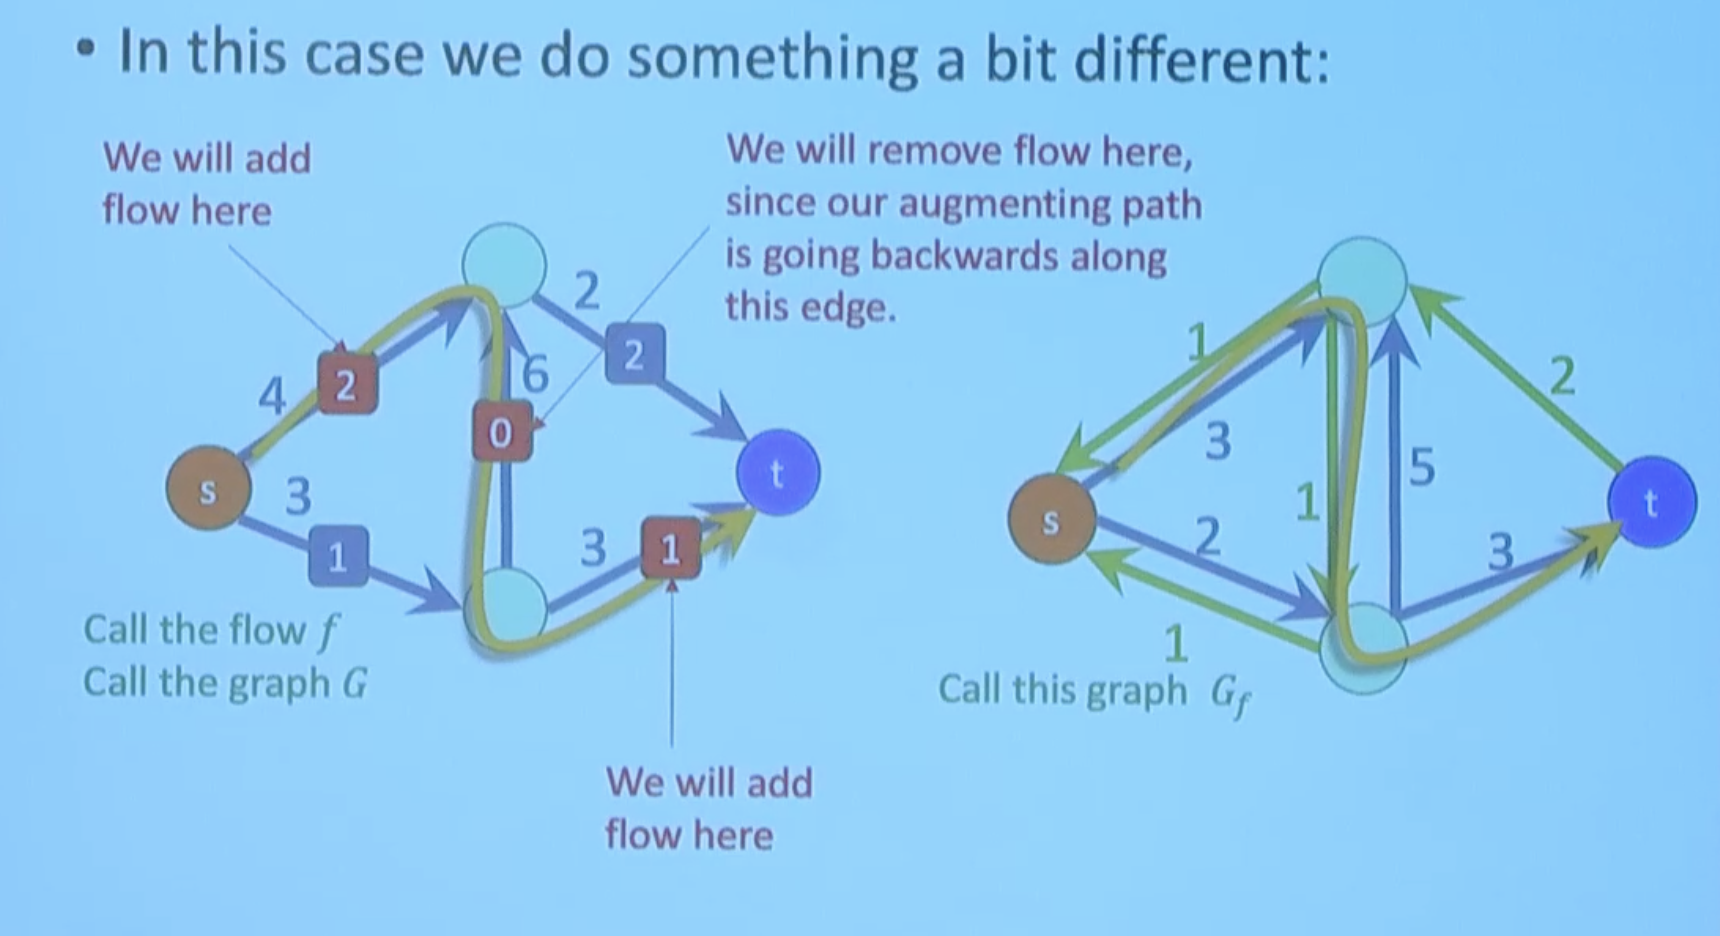 • In this case we do something a bit different:
We will add
flow here
We will remove flow here,
since our augmenting path
is going backwards along
this edge.
2
2
6
4
2
0
s
t
3
1
3
1
Call the flow f
Call the graph G
We will add
flow here
1
2
3
5
1
s
t
2
3
1
Call this graph G_f